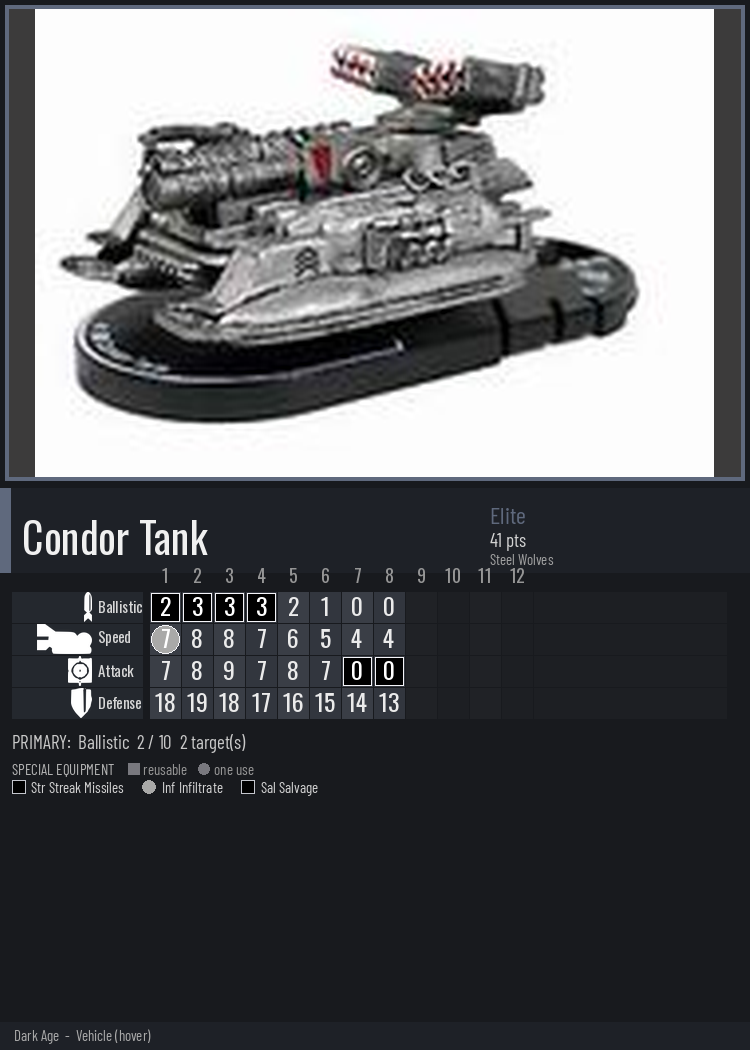 Condor Tank
Elite
41 pts
Steel Wolves
1 2 3 4 5 6 7 8 9 10 11 12
Ballistic 2 3 3 3 2 1 0 0
Speed 7 8 8 7 6 5 4 4
Attack 7 8 9 7 8 7 0 0
Defense 18 19 18 17 16 15 14 13
PRIMARY: Ballistic 2 / 10 2 target(s)
SPECIAL EQUIPMENT reusable one use
Str Streak Missiles Inf Infiltrate Sal Salvage
Dark Age - Vehicle (hover)